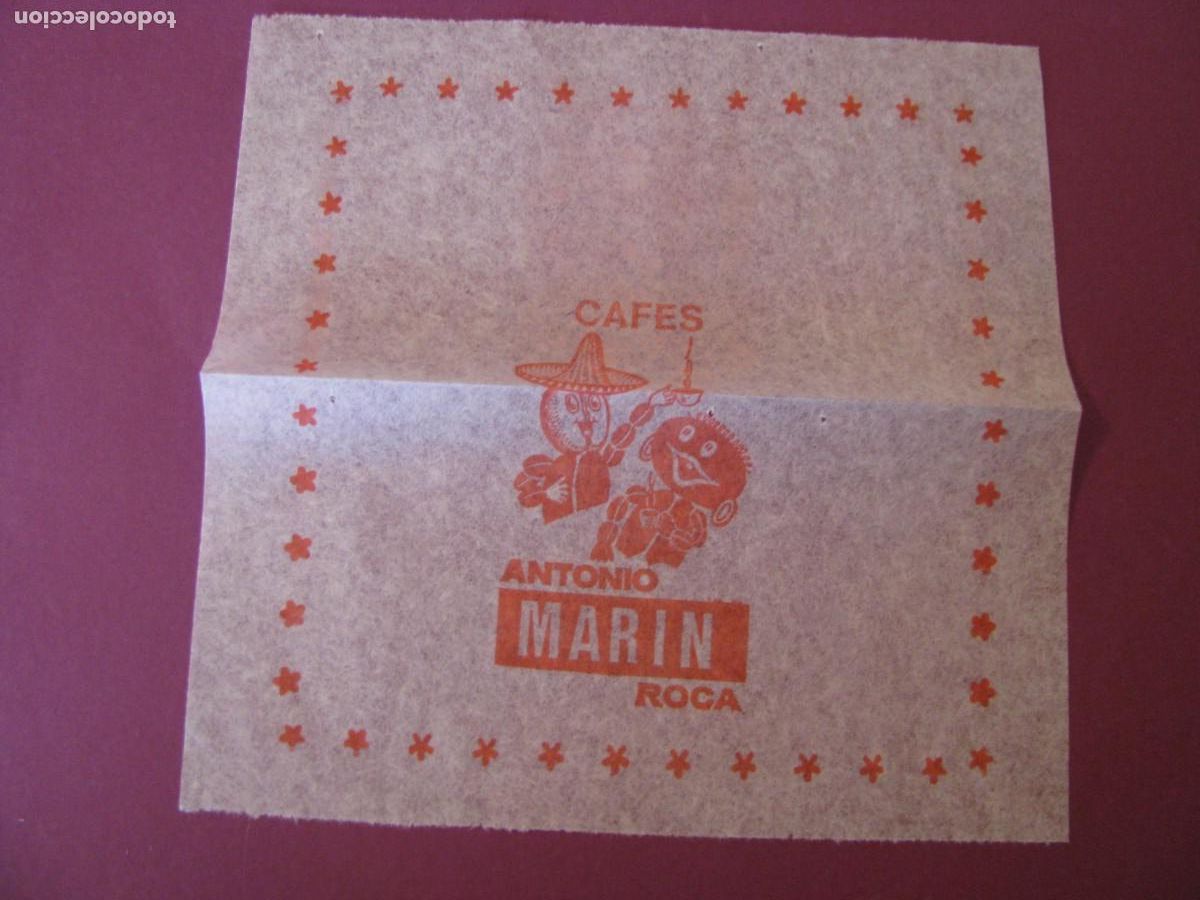 todocoleccion
CAFES
ANTONIO
MARIN
ROCA